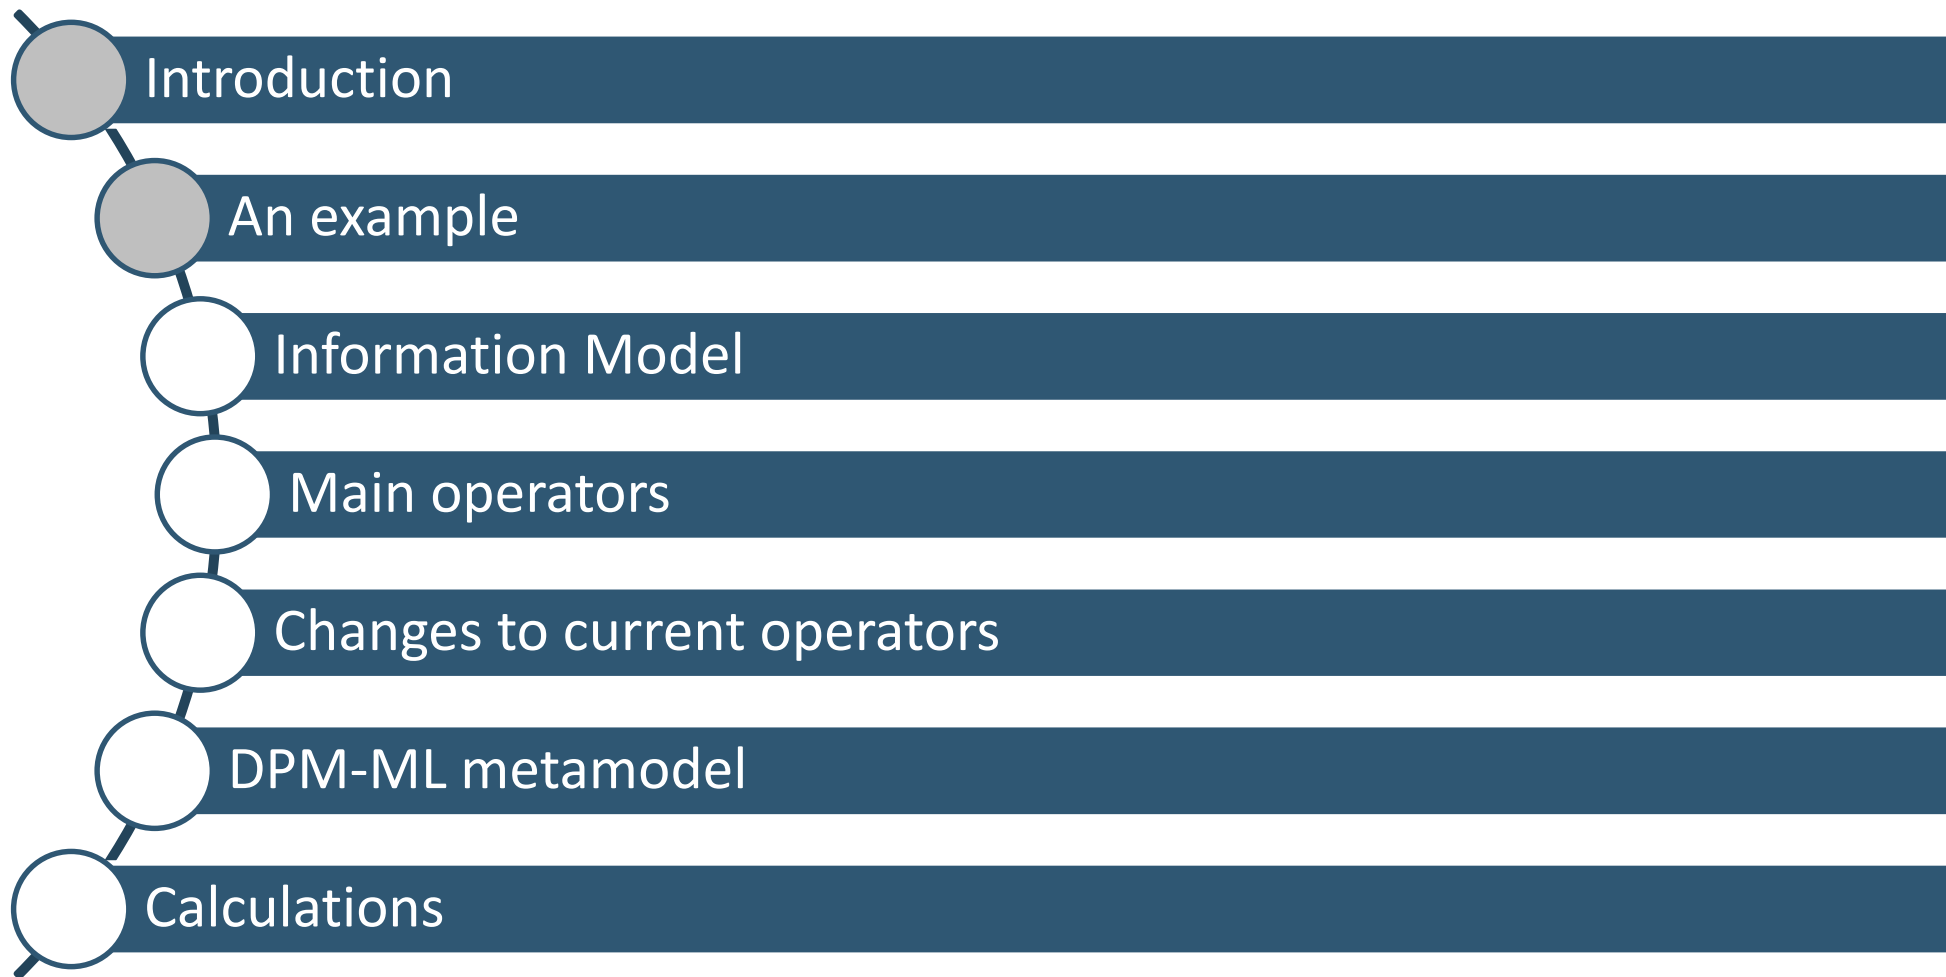 Introduction
An example
Information Model
Main operators
Changes to current operators
DPM-ML metamodel
Calculations